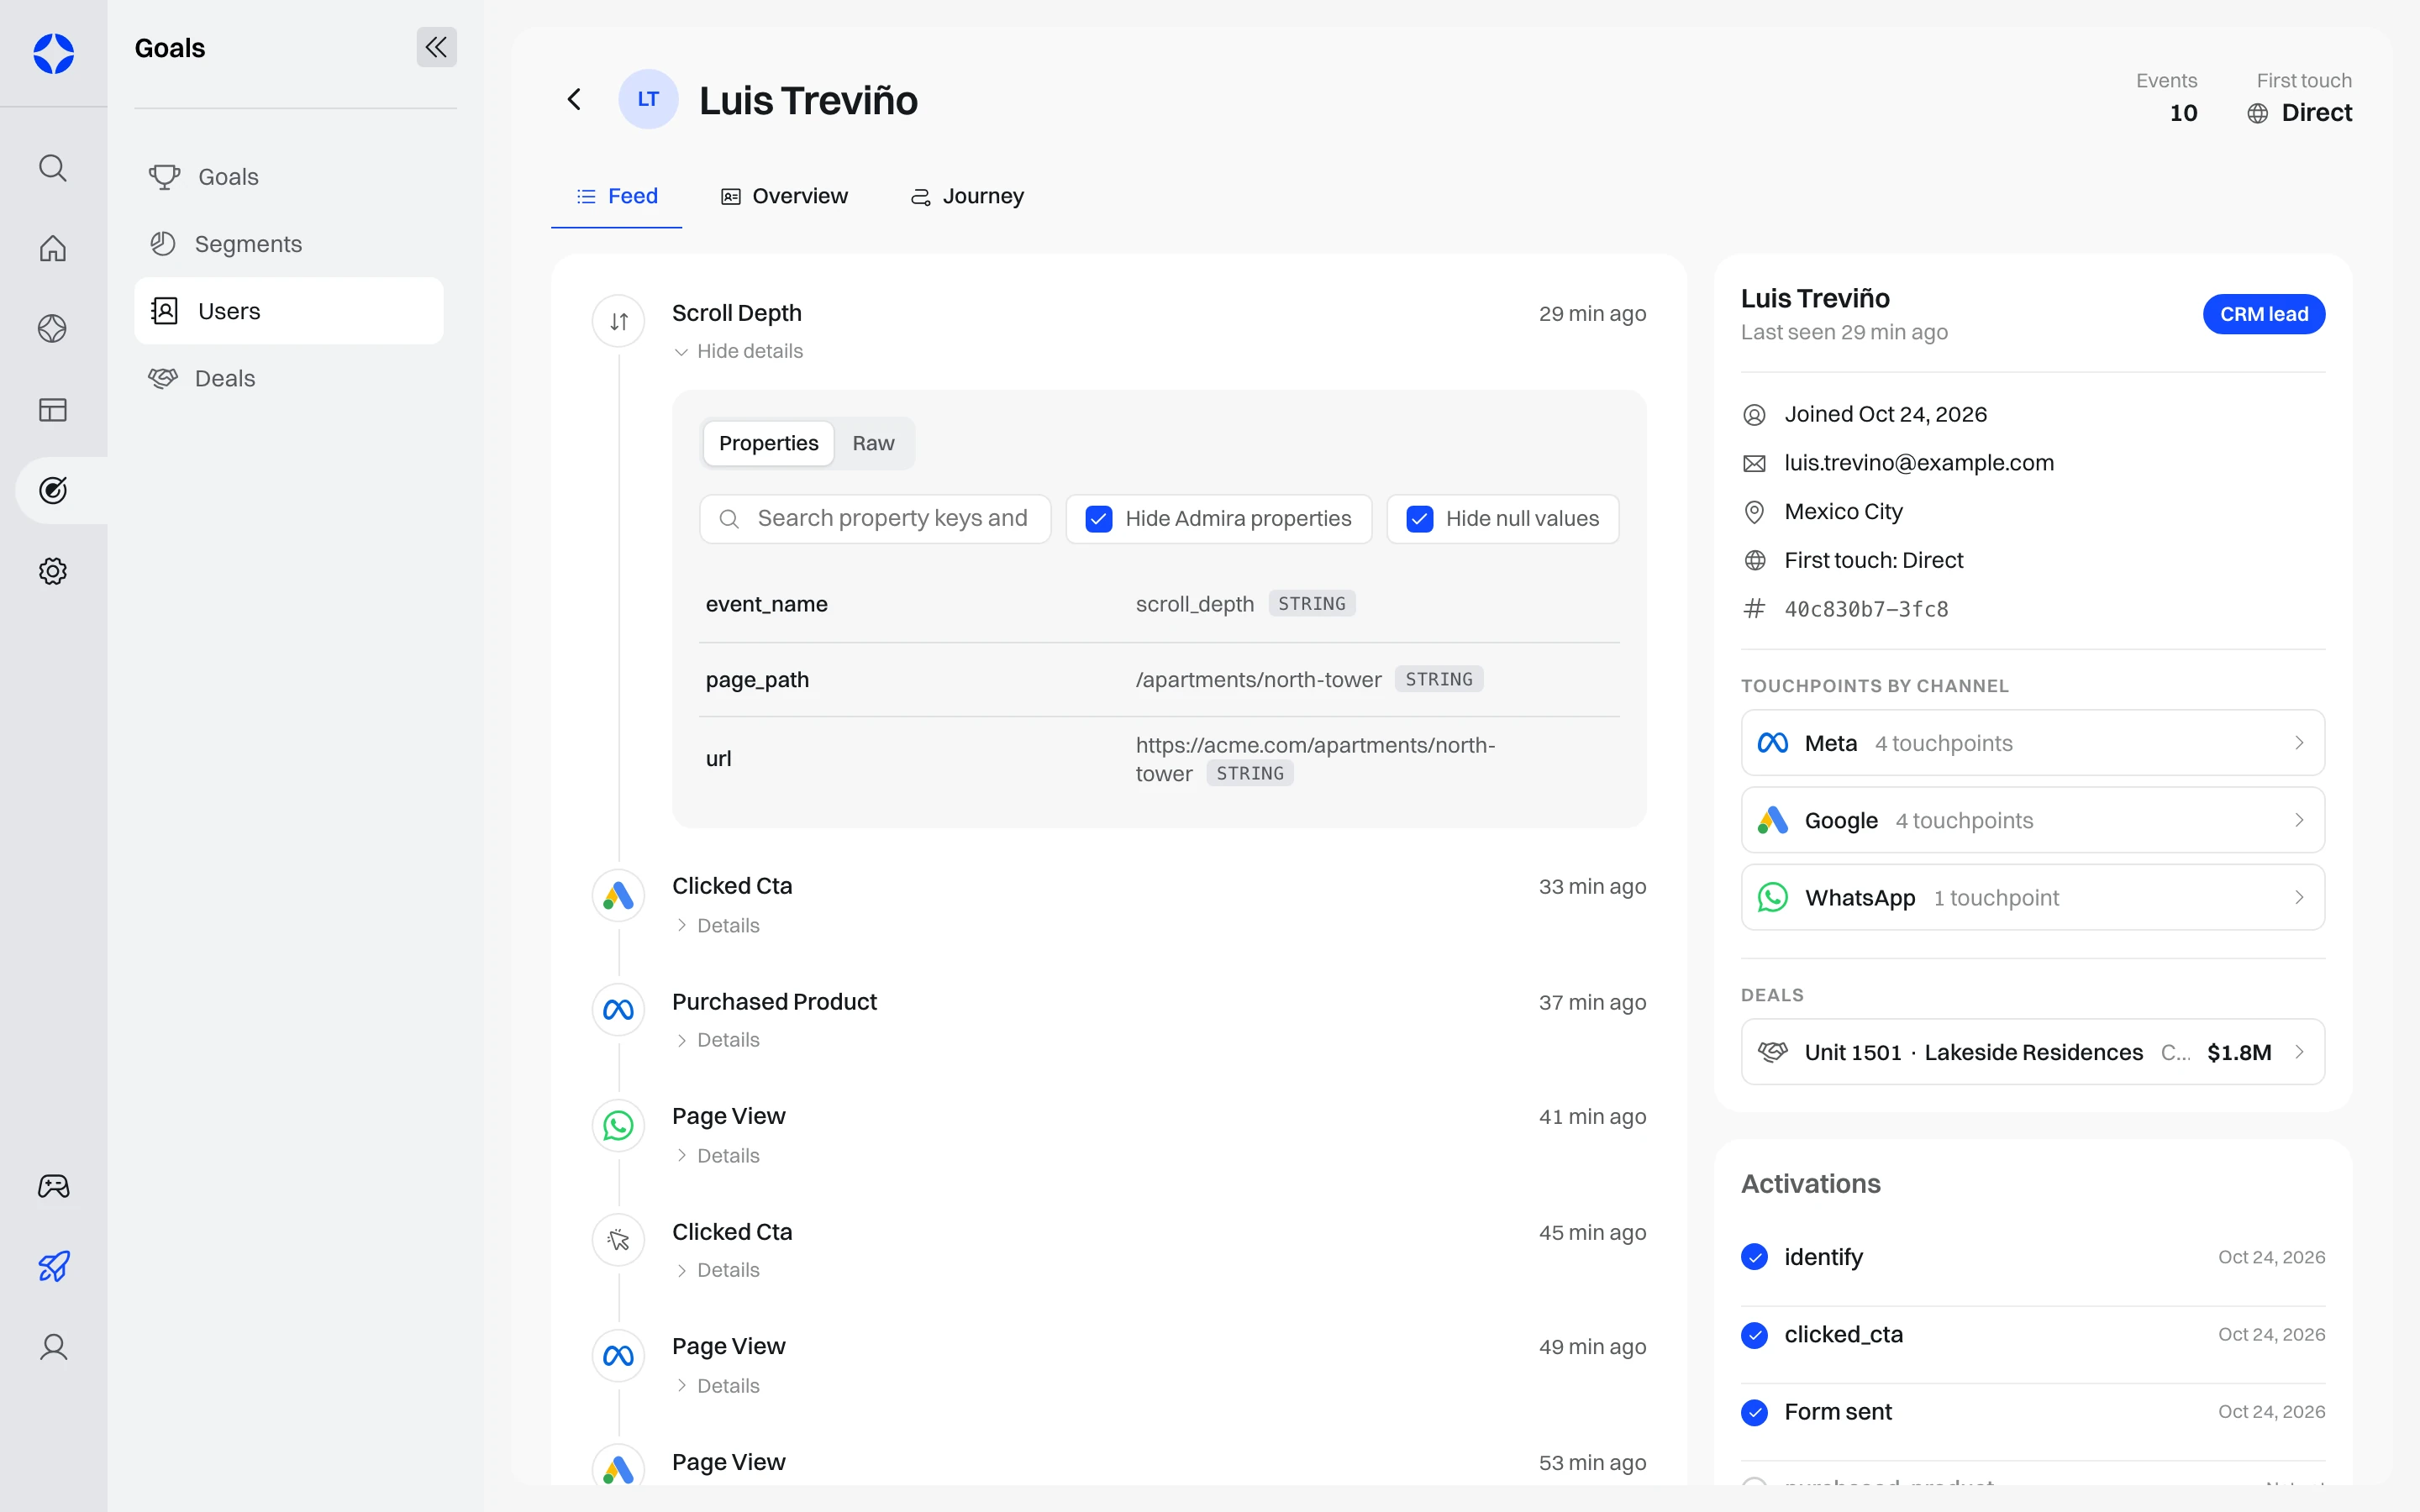 Goals
Goals
Segments
Users
Deals
LT
Luis Treviño
Events
10
First touch
Direct
Feed
Overview
Journey
Scroll Depth
29 min ago
Hide details
Properties
Raw
Search property keys and
Hide Admira properties
Hide null values
event_name
scroll_depth STRING
page_path
/apartments/north-tower STRING
url
https://acme.com/apartments/north-
tower STRING
Clicked Cta
33 min ago
Details
Purchased Product
37 min ago
Details
Page View
41 min ago
Details
Clicked Cta
45 min ago
Details
Page View
49 min ago
Details
Page View
53 min ago
Luis Treviño
Last seen 29 min ago
CRM lead
Joined Oct 24, 2026
luis.trevino@example.com
Mexico City
First touch: Direct
40c830b7-3fc8
TOUCHPOINTS BY CHANNEL
Meta 4 touchpoints
Google 4 touchpoints
WhatsApp 1 touchpoint
DEALS
Unit 1501 · Lakeside Residences C... $1.8M
Activations
identify
Oct 24, 2026
clicked_cta
Oct 24, 2026
Form sent
Oct 24, 2026